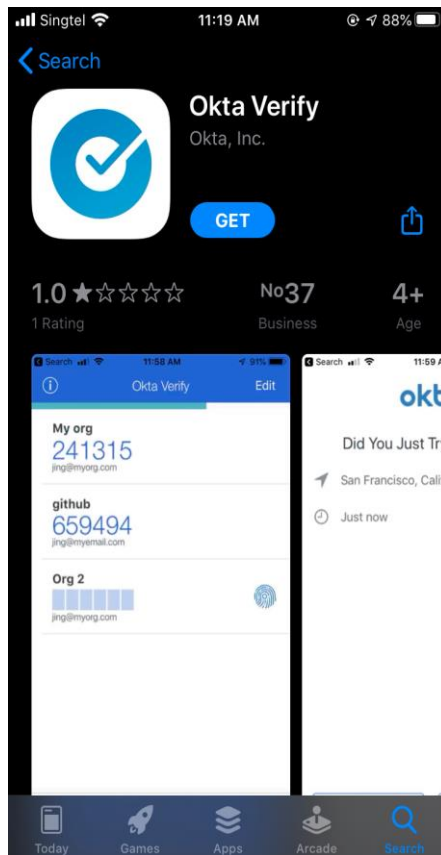 Singtel 11:19 AM 88%
Search
Okta Verify
Okta, Inc.
GET
1.0 ★☆☆☆☆ No37 4+
1 Rating Business Age
Search 11:58 AM 91%
Okta Verify Edit
My org
241315
jing@myorg.com
github
659494
jing@myemail.com
Org 2
jing@myorg.com
Search 11:59 A
okt
Did You Just Tr
San Francisco, Cali
Just now
Today Games Apps Arcade Search